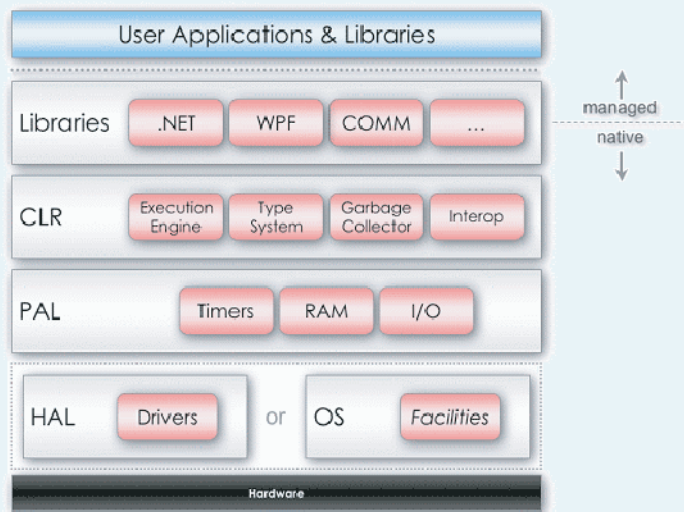 User Applications & Libraries
Libraries
.NET
WPF
COMM
...
managed
native
CLR
Execution
Engine
Type
System
Garbage
Collector
Interop
PAL
Timers
RAM
I/O
HAL
Drivers
or
OS
Facilities
Hardware